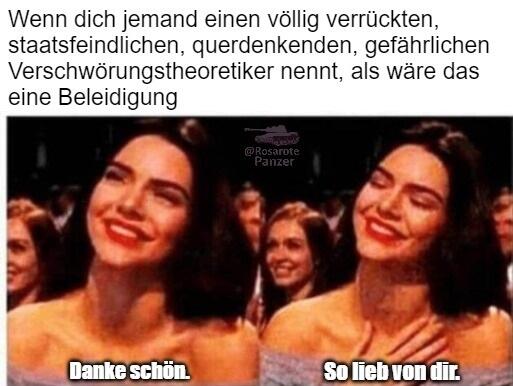 Wenn dich jemand einen völlig verrückten,
staatsfeindlichen, querdenkenden, gefährlichen
Verschwörungstheoretiker nennt, als wäre das
eine Beleidigung
@Rosarote
Panzer
Danke schön.
So lieb von dir.